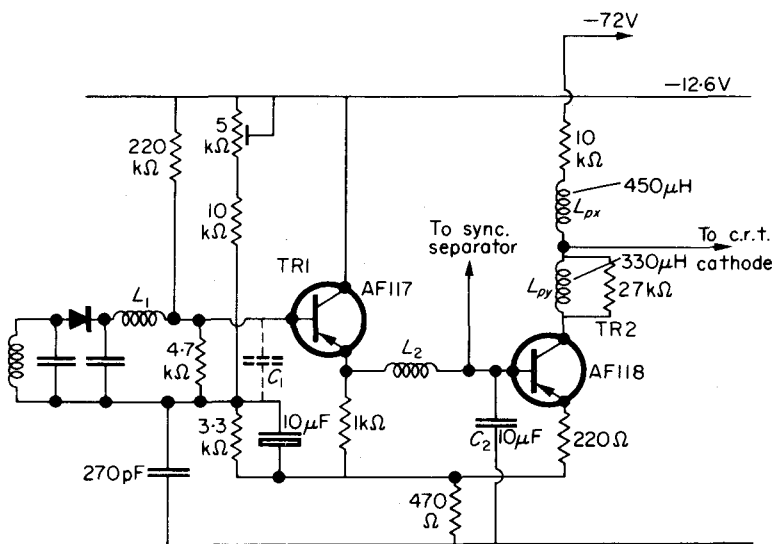 −72V
−12·6V
220
kΩ
5
kΩ
10
kΩ
10
kΩ
450μH
Lpx
To sync.
separator
To c.r.t.
cathode
330μH
Lpy
27kΩ
TR1
AF117
TR2
AF118
L1
L2
4·7
kΩ
C1
3·3
kΩ
10μF
1kΩ
C2
10μF
220Ω
270pF
470
Ω